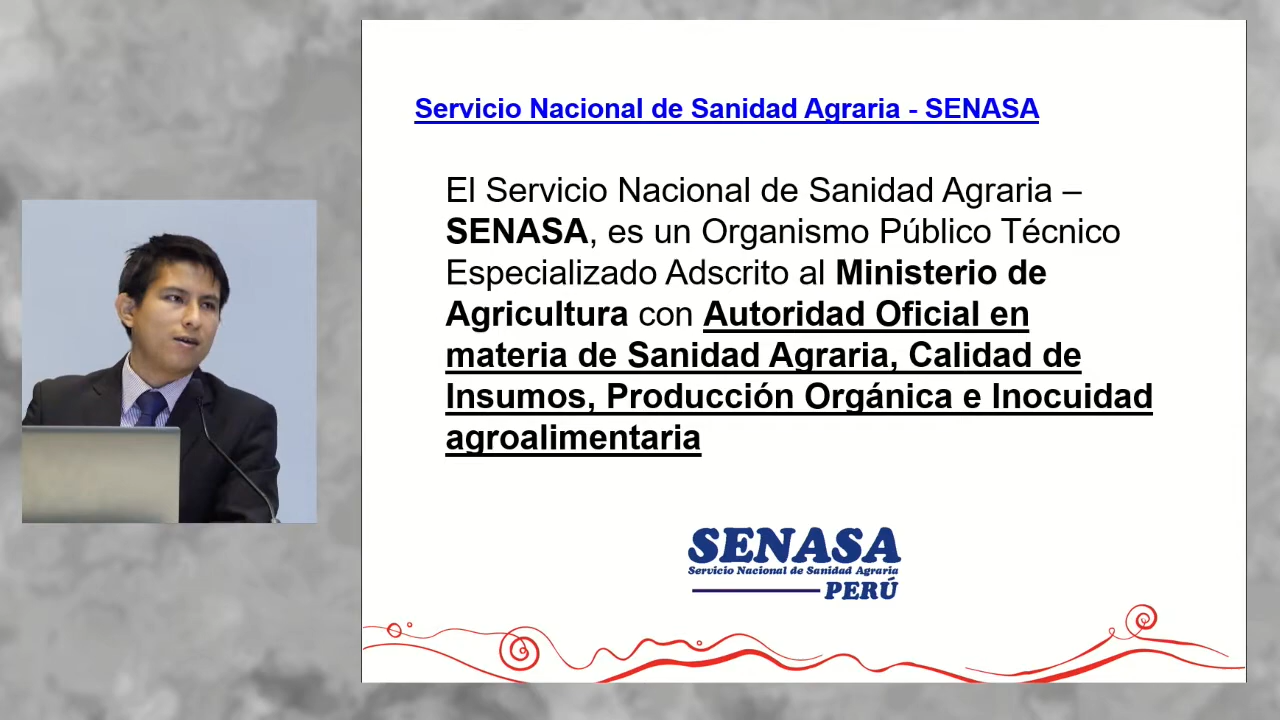 Servicio Nacional de Sanidad Agraria - SENASA
El Servicio Nacional de Sanidad Agraria –
SENASA, es un Organismo Público Técnico
Especializado Adscrito al Ministerio de
Agricultura con Autoridad Oficial en
materia de Sanidad Agraria, Calidad de
Insumos, Producción Orgánica e Inocuidad
agroalimentaria
SENASA
Servicio Nacional de Sanidad Agraria
PERÚ